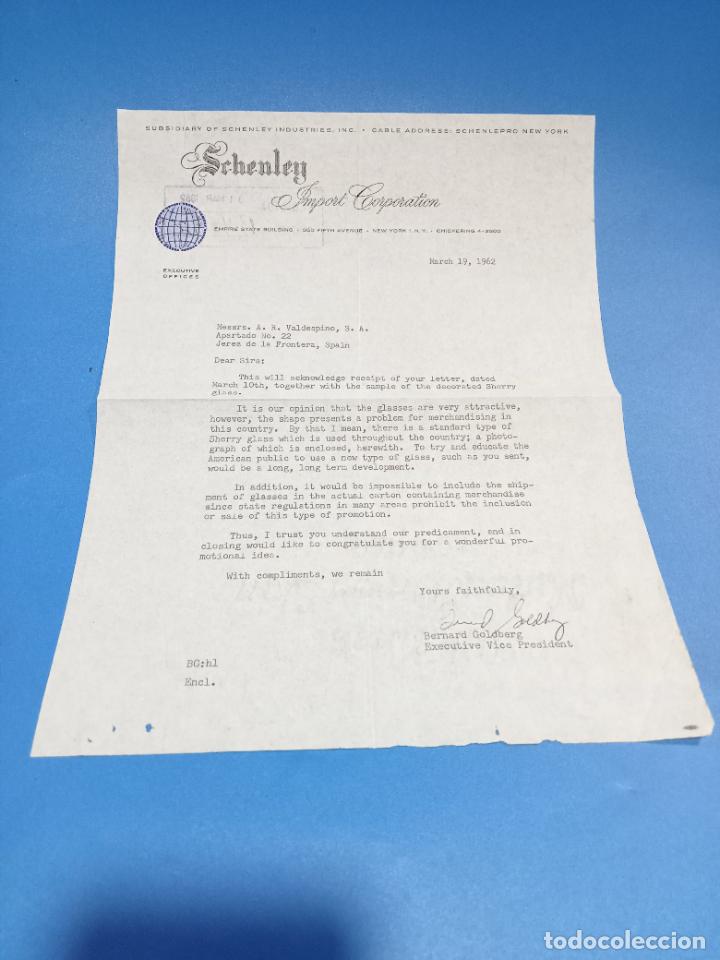 SUBSIDIARY OF SCHENLEY INDUSTRIES, INC. • CABLE ADDRESS: SCHENLEPRO NEW YORK
Schenley
Import Corporation
EMPIRE STATE BUILDING • 350 FIFTH AVENUE • NEW YORK 1, N.Y. • CHICKERING 4-
EXECUTIVE
OFFICES
March 19, 1962
Messrs. A. R. Valdespino, S. A.
Apartado No. 22
Jerez de la Frontera, Spain
Dear Sirs:
This will acknowledge receipt of your letter, dated
March 10th, together with the sample of the decorated Sherry
glass.
It is our opinion that the glasses are very attractive,
however, the shape presents a problem for merchandising in
this country. By that I mean, there is a standard type of
Sherry glass which is used throughout the country; a photo-
graph of which is enclosed, herewith. To try and educate the
American public to use a new type of glass, such as you sent,
would be a long, long term development.
In addition, it would be impossible to include the ship-
ment of glasses in the actual carton containing merchandise
since state regulations in many areas prohibit the inclusion
or sale of this type of promotion.
Thus, I trust you understand our predicament, and in
closing would like to congratulate you for a wonderful pro-
motional idea.
With compliments, we remain
Yours faithfully,
Bernard Goldberg
Executive Vice President
BG:hl
Encl.
todocoleccion